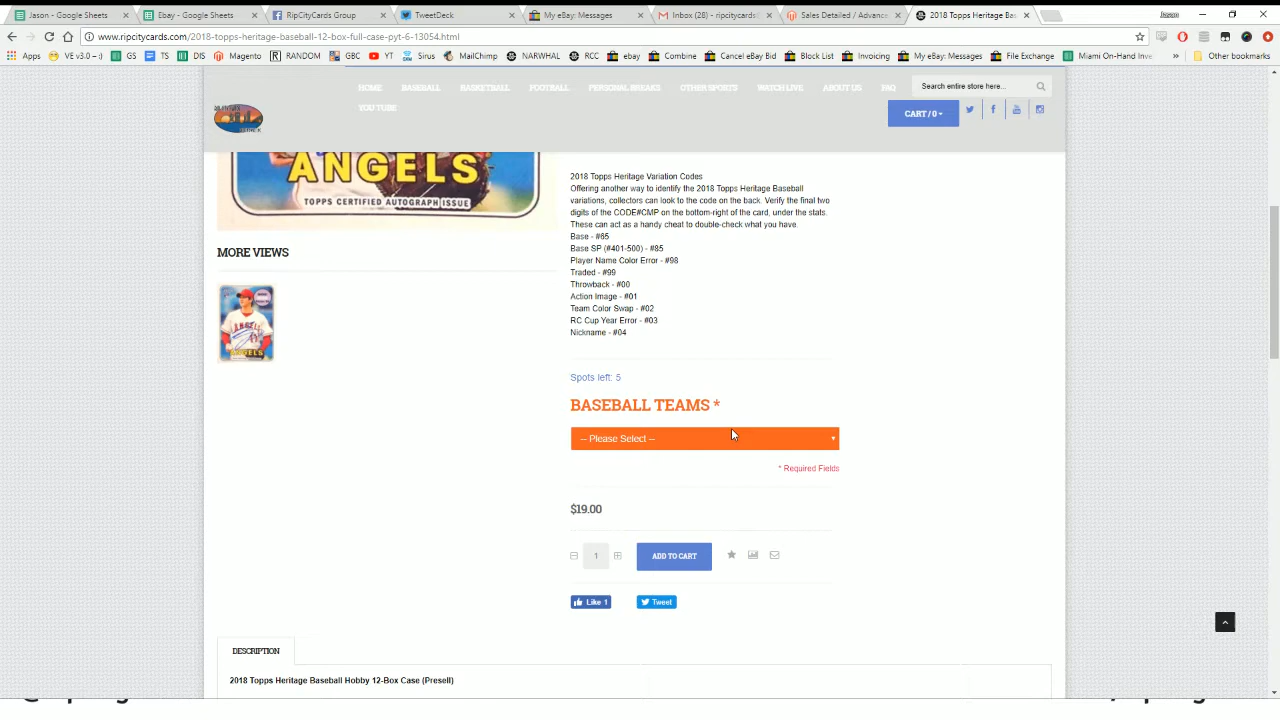 Jason - Google Sheets
Ebay - Google Sheets
RipCityCards Group
TweetDeck
My eBay: Messages
Inbox (28) - ripcitycards@
Sales Detailed / Advance
2018 Topps Heritage Bas
Jason
www.ripcitycards.com/2018-topps-heritage-baseball-12-box-full-case-pyt-6-13054.html
Apps VE v3.0 -- :) GS TS DIS Magento RANDOM GBC YT Sirus MailChimp NARWHAL RCC ebay Combine Cancel eBay Bid Block List Invoicing My eBay: Messages File Exchange Miami On-Hand Inve » Other bookmarks
HOME BASEBALL BASKETBALL FOOTBALL PERSONAL BREAKS OTHER SPORTS WATCH LIVE ABOUT US FAQ
YOU TUBE
Search entire store here...
CART / 0
ANGELS
TOPPS CERTIFIED AUTOGRAPH ISSUE
MORE VIEWS
ANGELS
2018 Topps Heritage Variation Codes
Offering another way to identify the 2018 Topps Heritage Baseball
variations, collectors can look to the code on the back. Verify the final two
digits of the CODE#CMP on the bottom-right of the card, under the stats.
These can act as a handy cheat to double-check what you have.
Base - #65
Base SP (#401-500) - #85
Player Name Color Error - #98
Traded - #99
Throwback - #00
Action Image - #01
Team Color Swap - #02
RC Cup Year Error - #03
Nickname - #04
Spots left: 5
BASEBALL TEAMS *
-- Please Select --
* Required Fields
$19.00
1
ADD TO CART
Like 1
Tweet
DESCRIPTION
2018 Topps Heritage Baseball Hobby 12-Box Case (Presell)